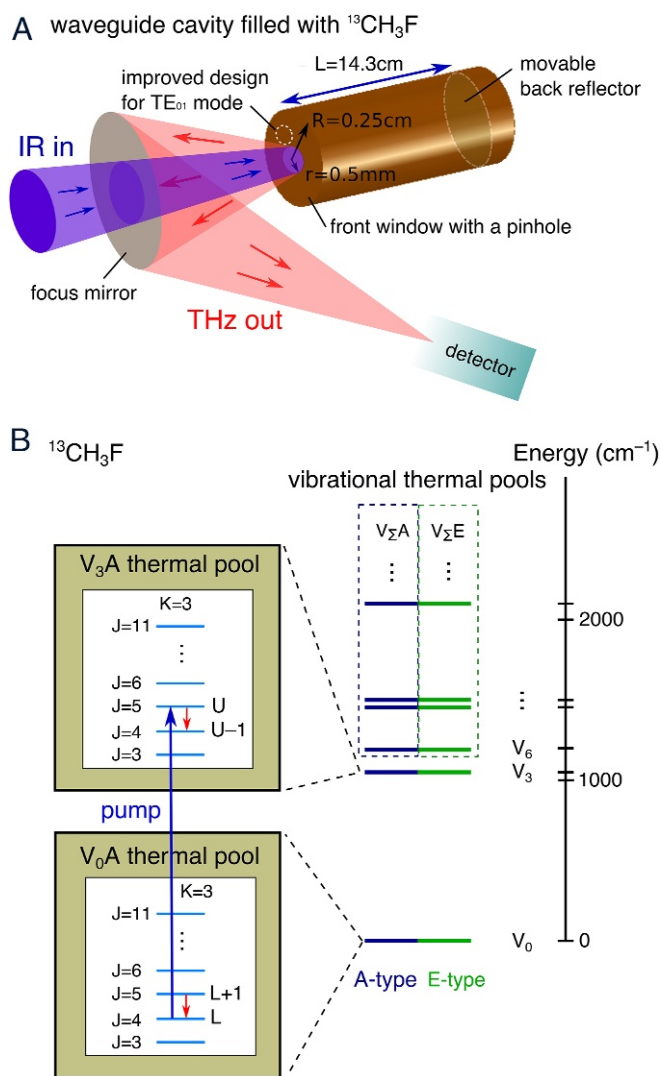 A waveguide cavity filled with ¹³CH₃F
L=14.3cm
movable
back reflector
improved design
for TE₀₁ mode
R=0.25cm
IR in
r=0.5mm
front window with a pinhole
focus mirror
THz out
detector
B ¹³CH₃F
Energy (cm⁻¹)
vibrational thermal pools
V_ΣA V_ΣE
⋮ ⋮
V₃A thermal pool
K=3
J=11
⋮
J=6
J=5 U
J=4 U−1
J=3
2000
⋮
V₆
V₃
1000
pump
V₀A thermal pool
K=3
J=11
⋮
J=6
J=5 L+1
J=4 L
J=3
V₀ 0
A-type E-type